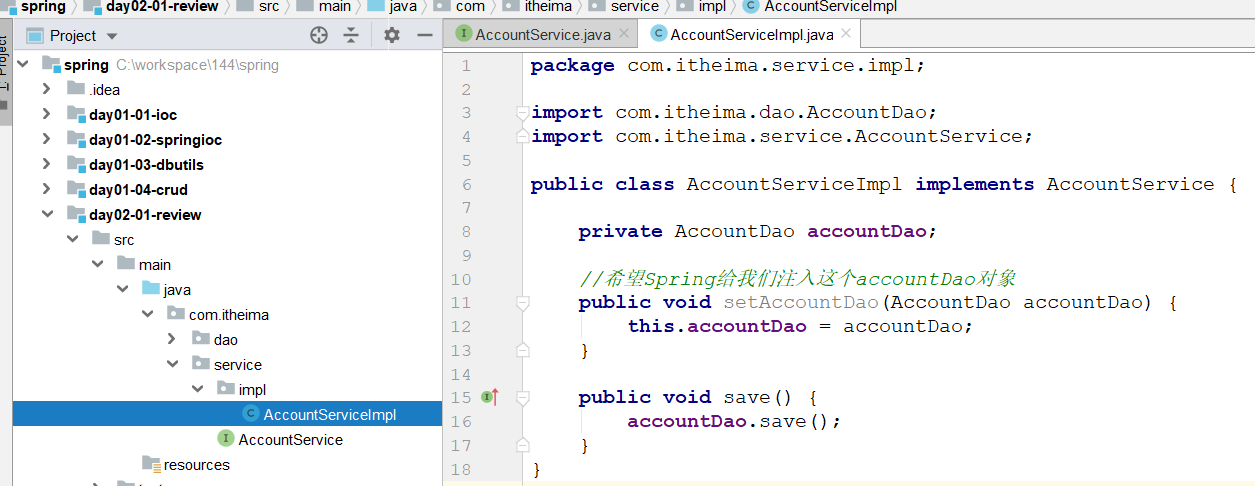 spring day02-01-review src main java com itheima service impl AccountServiceImpl
Project
AccountService.java AccountServiceImpl.java
Project
spring C:\workspace\144\spring
.idea
day01-01-ioc
day01-02-springioc
day01-03-dbutils
day01-04-crud
day02-01-review
src
main
java
com.itheima
dao
service
impl
AccountServiceImpl
AccountService
resources
1 package com.itheima.service.impl;
2
3 import com.itheima.dao.AccountDao;
4 import com.itheima.service.AccountService;
5
6 public class AccountServiceImpl implements AccountService {
7
8 private AccountDao accountDao;
9
10 //希望Spring给我们注入这个accountDao对象
11 public void setAccountDao(AccountDao accountDao) {
12 this.accountDao = accountDao;
13 }
14
15 public void save() {
16 accountDao.save();
17 }
18 }